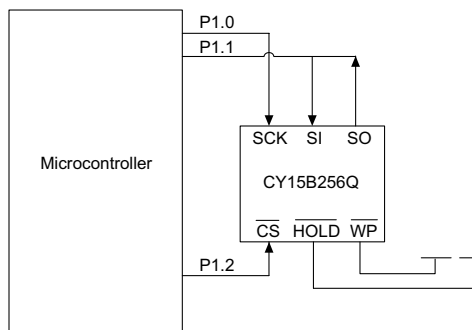 P1.0
P1.1
SCK SI SO
Microcontroller
CY15B256Q
CS HOLD WP
P1.2